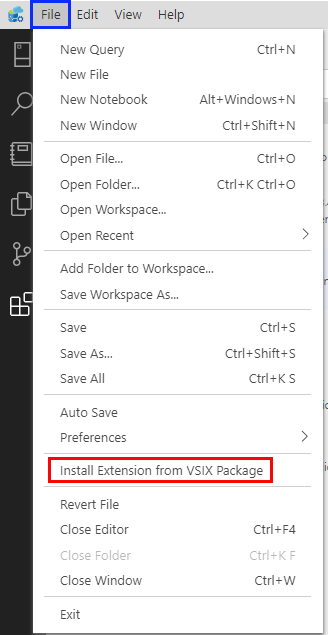 File Edit View Help
New Query Ctrl+N
New File
New Notebook Alt+Windows+N
New Window Ctrl+Shift+N
Open File... Ctrl+O
Open Folder... Ctrl+K Ctrl+O
Open Workspace...
Open Recent
Add Folder to Workspace...
Save Workspace As...
Save Ctrl+S
Save As... Ctrl+Shift+S
Save All Ctrl+K S
Auto Save
Preferences
Install Extension from VSIX Package
Revert File
Close Editor Ctrl+F4
Close Folder Ctrl+K F
Close Window Ctrl+W
Exit